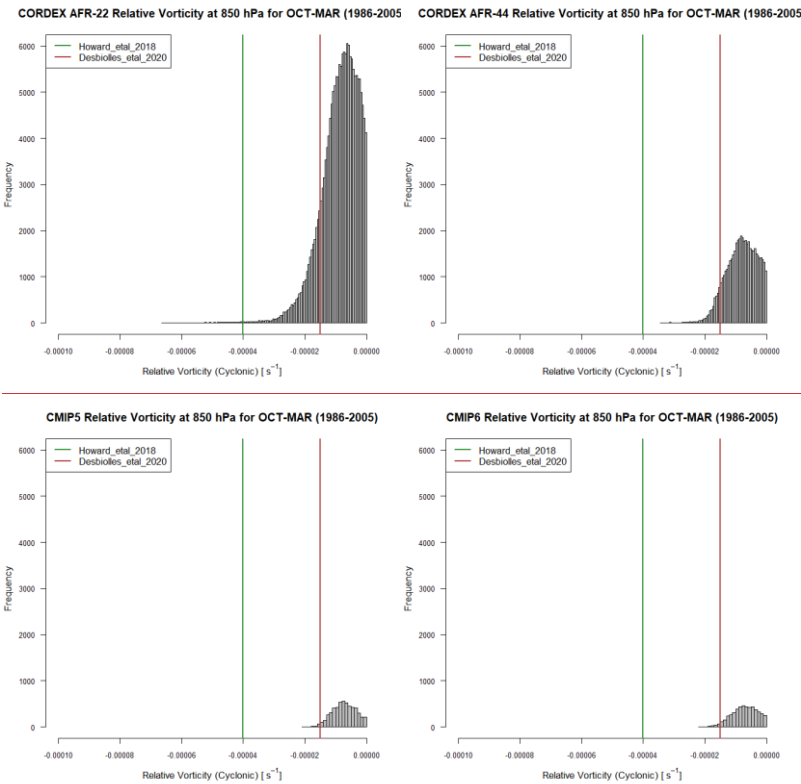 CORDEX AFR-22 Relative Vorticity at 850 hPa for OCT-MAR (1986-2005
Howard_etal_2018
Desbiolles_etal_2020
Frequency
6000
5000
4000
3000
2000
1000
0
-0.00010 -0.00008 -0.00006 -0.00004 -0.00002 0.00000
Relative Vorticity (Cyclonic) [ s⁻¹]
CORDEX AFR-44 Relative Vorticity at 850 hPa for OCT-MAR (1986-2005
Howard_etal_2018
Desbiolles_etal_2020
Frequency
6000
5000
4000
3000
2000
1000
0
-0.00010 -0.00008 -0.00006 -0.00004 -0.00002 0.00000
Relative Vorticity (Cyclonic) [ s⁻¹]
CMIP5 Relative Vorticity at 850 hPa for OCT-MAR (1986-2005)
Howard_etal_2018
Desbiolles_etal_2020
Frequency
6000
5000
4000
3000
2000
1000
0
-0.00010 -0.00008 -0.00006 -0.00004 -0.00002 0.00000
Relative Vorticity (Cyclonic) [ s⁻¹]
CMIP6 Relative Vorticity at 850 hPa for OCT-MAR (1986-2005)
Howard_etal_2018
Desbiolles_etal_2020
Frequency
6000
5000
4000
3000
2000
1000
0
-0.00010 -0.00008 -0.00006 -0.00004 -0.00002 0.00000
Relative Vorticity (Cyclonic) [ s⁻¹]